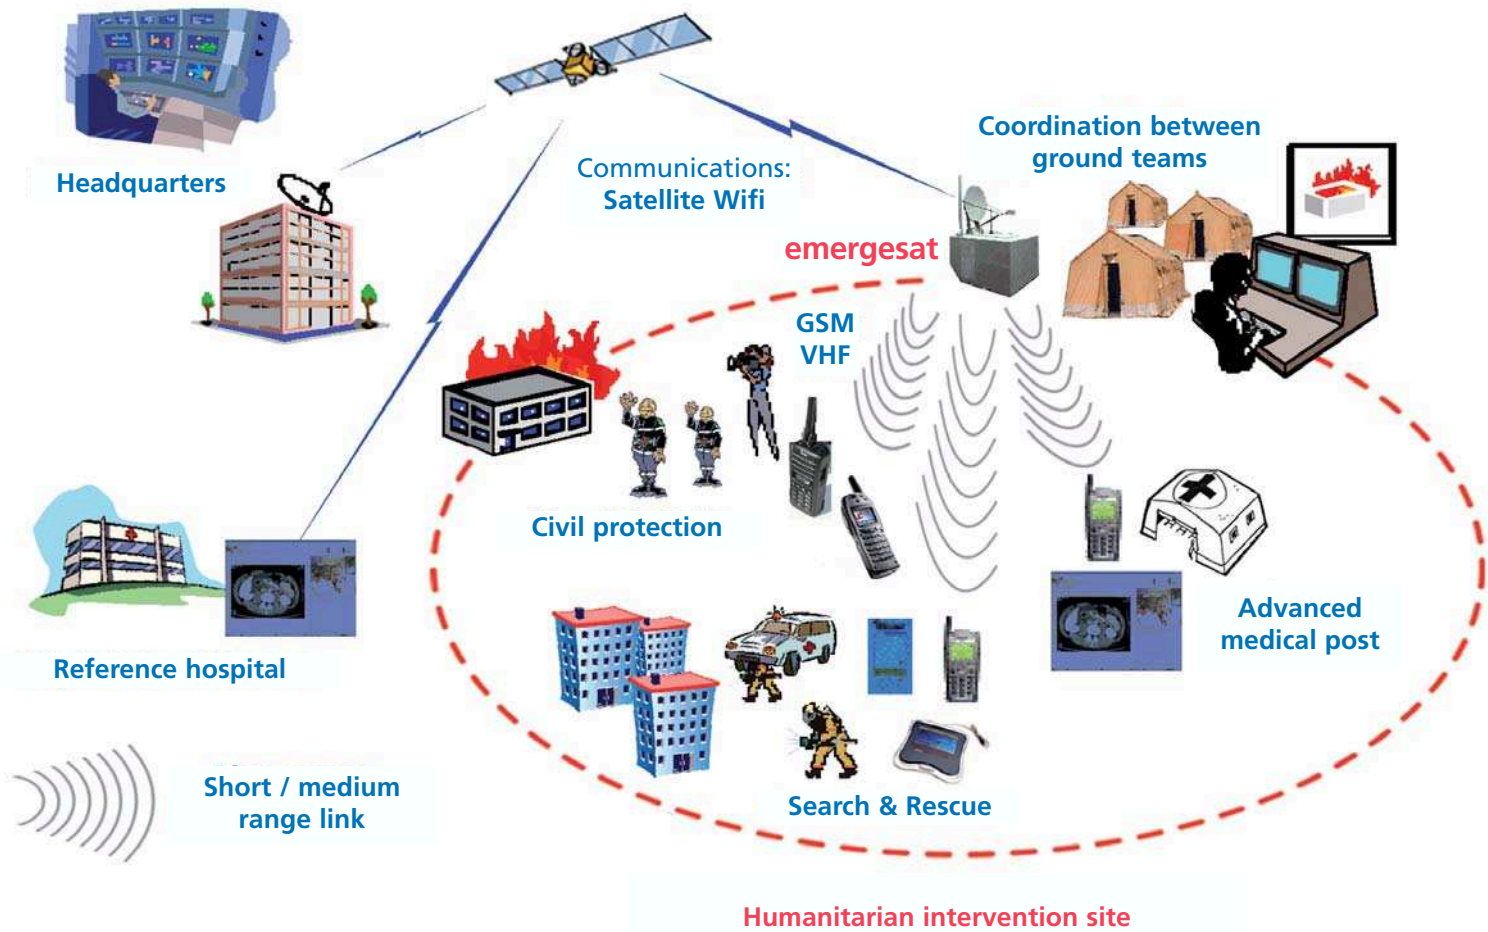 Headquarters
Communications:
Satellite Wifi
Coordination between
ground teams
emergesat
GSM
VHF
Civil protection
Reference hospital
Advanced
medical post
Short / medium
range link
Search & Rescue
Humanitarian intervention site